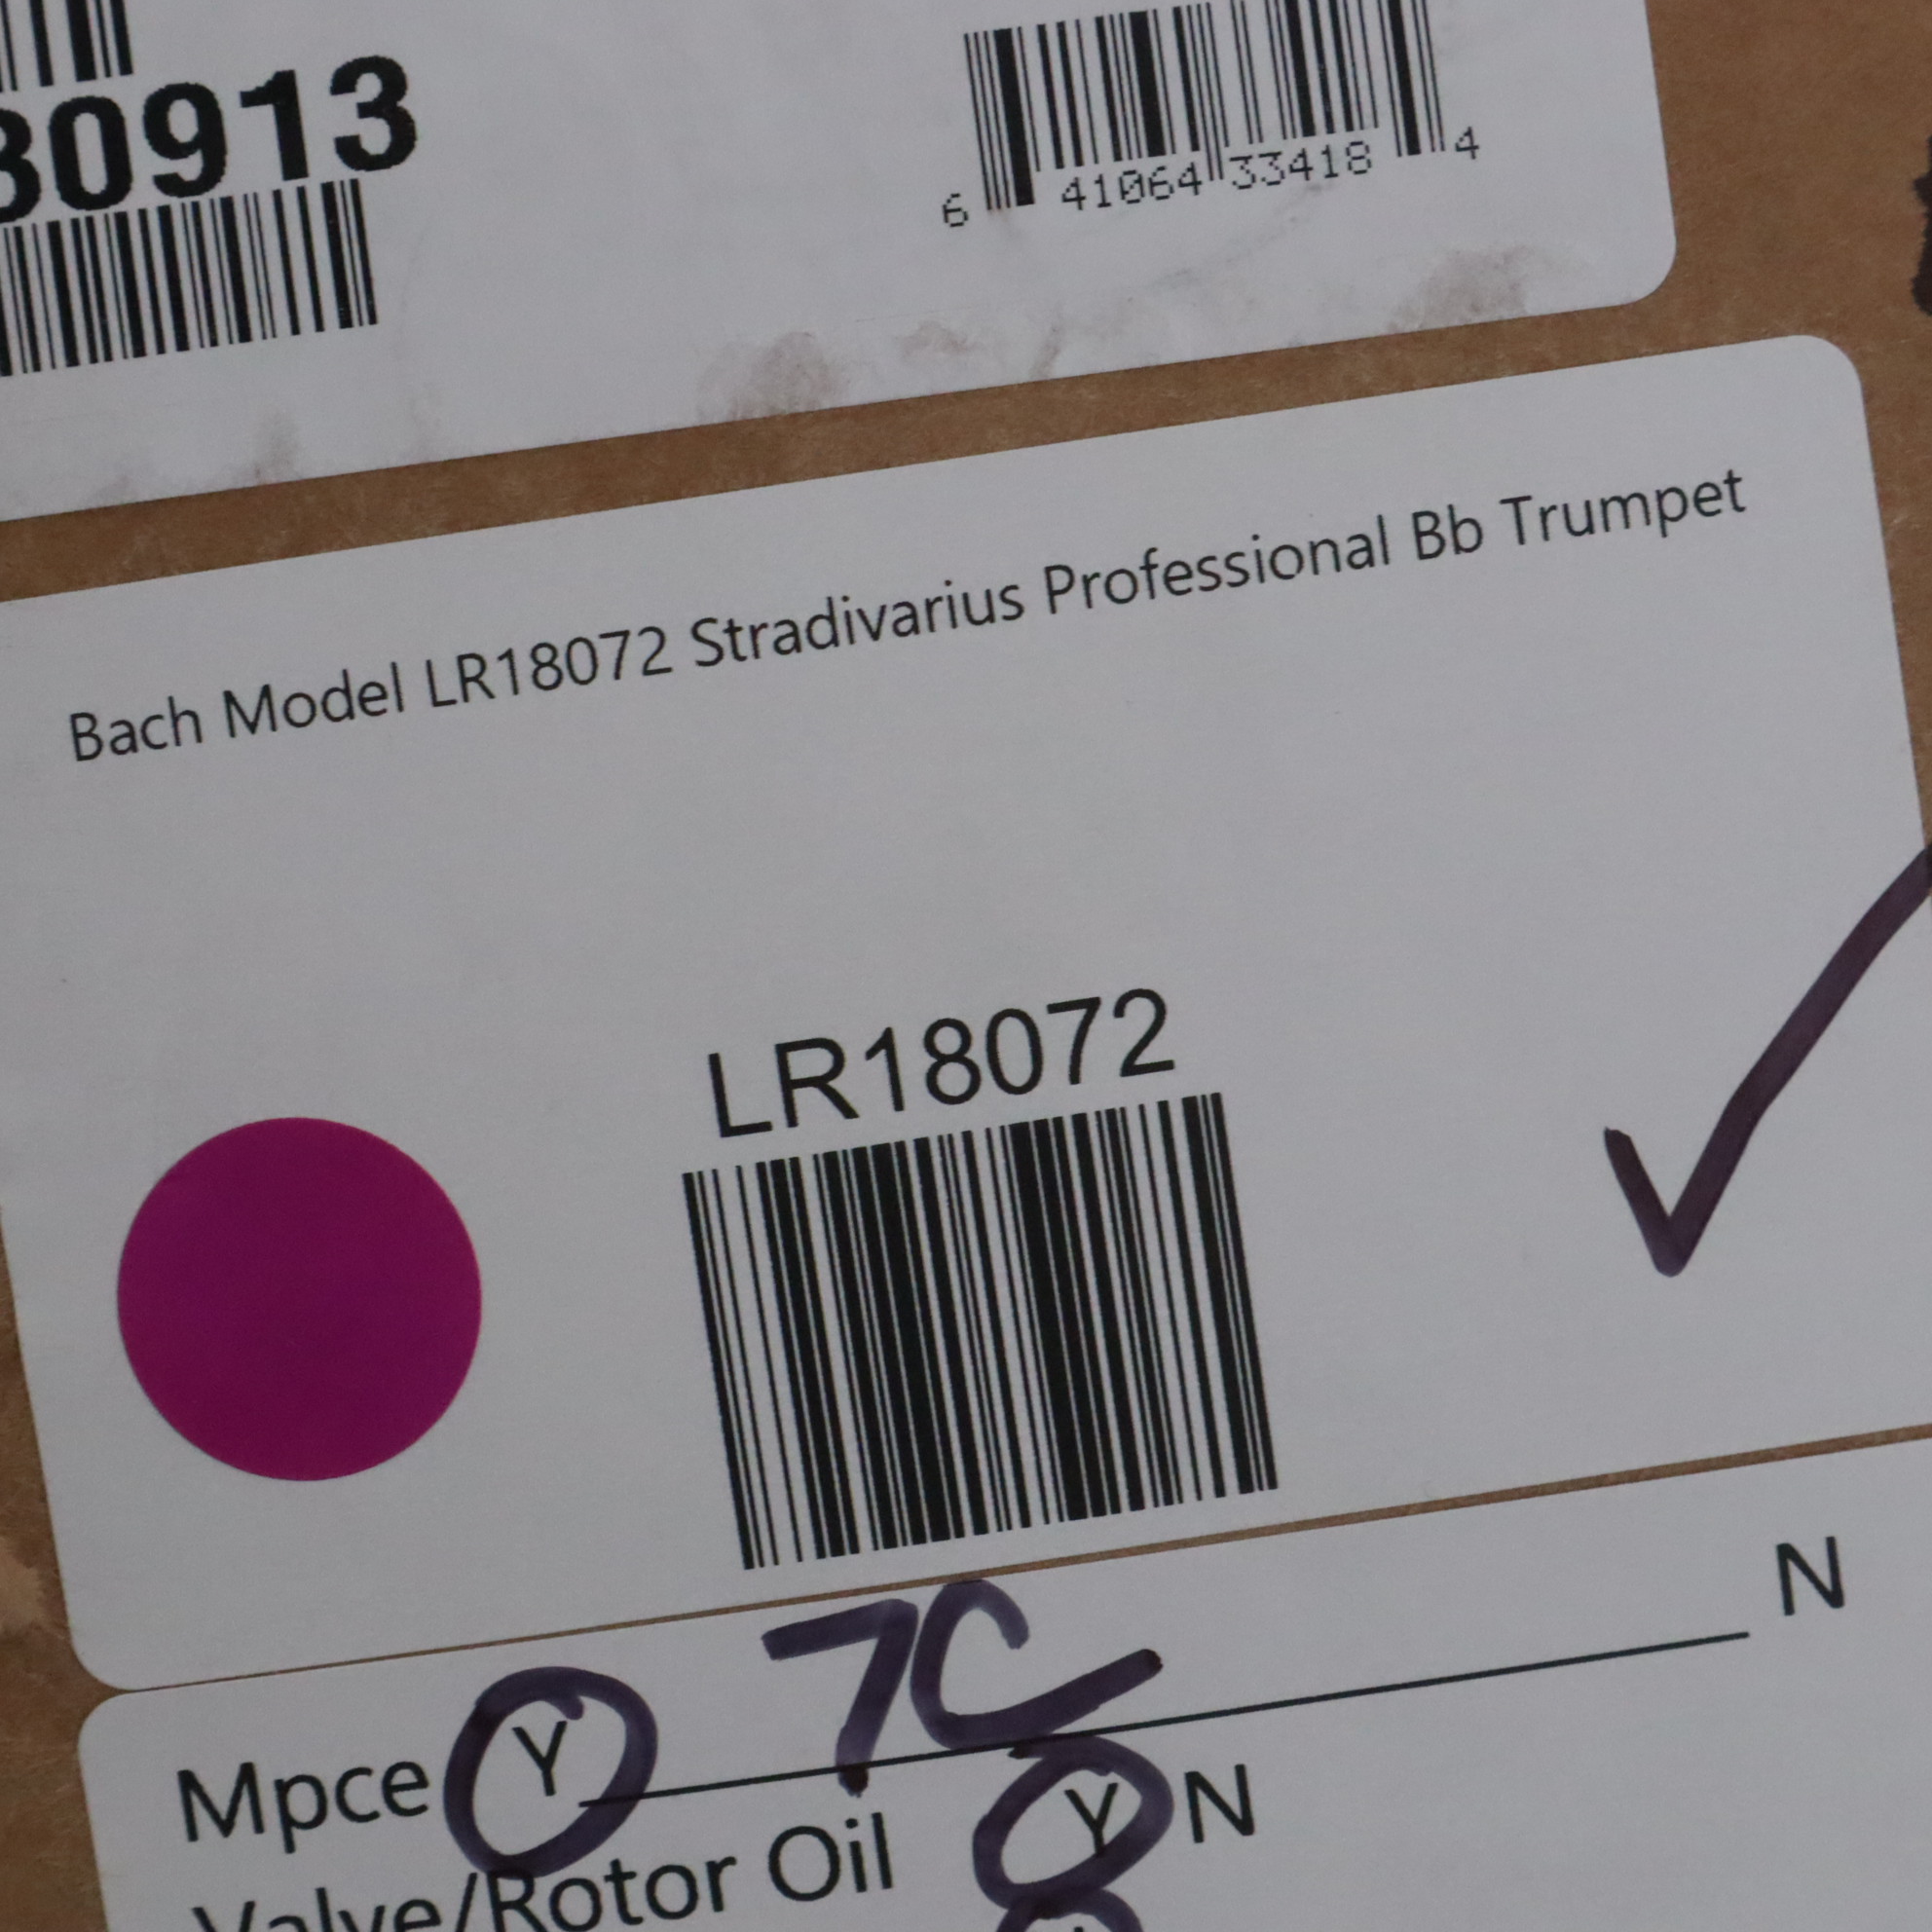 30913
6 41064 33418 4
Bach Model LR18072 Stradivarius Professional Bb Trumpet
LR18072
Mpce Y 7C N
Valve/Rotor Oil Y N